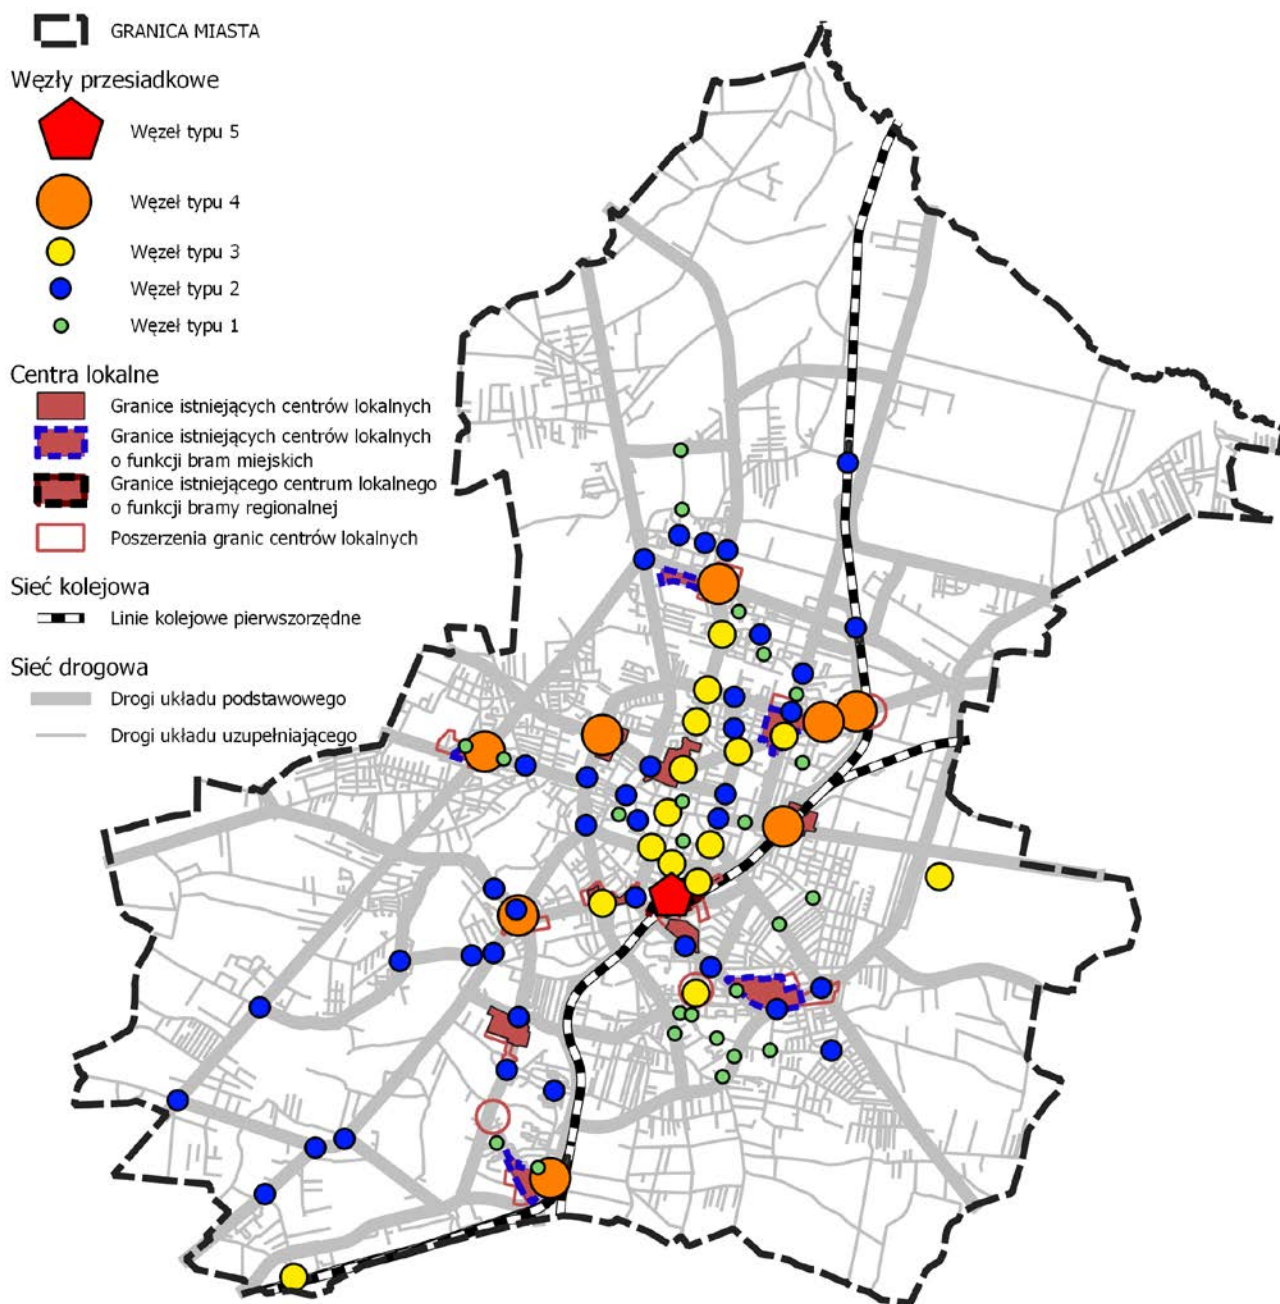 GRANICA MIASTA
Węzły przesiadkowe
Węzeł typu 5
Węzeł typu 4
Węzeł typu 3
Węzeł typu 2
Węzeł typu 1
Centra lokalne
Granice istniejących centrów lokalnych
Granice istniejących centrów lokalnych
o funkcji bram miejskich
Granice istniejącego centrum lokalnego
o funkcji bramy regionalnej
Poszerzenia granic centrów lokalnych
Sieć kolejowa
Linie kolejowe pierwszorzędne
Sieć drogowa
Drogi układu podstawowego
Drogi układu uzupełniającego